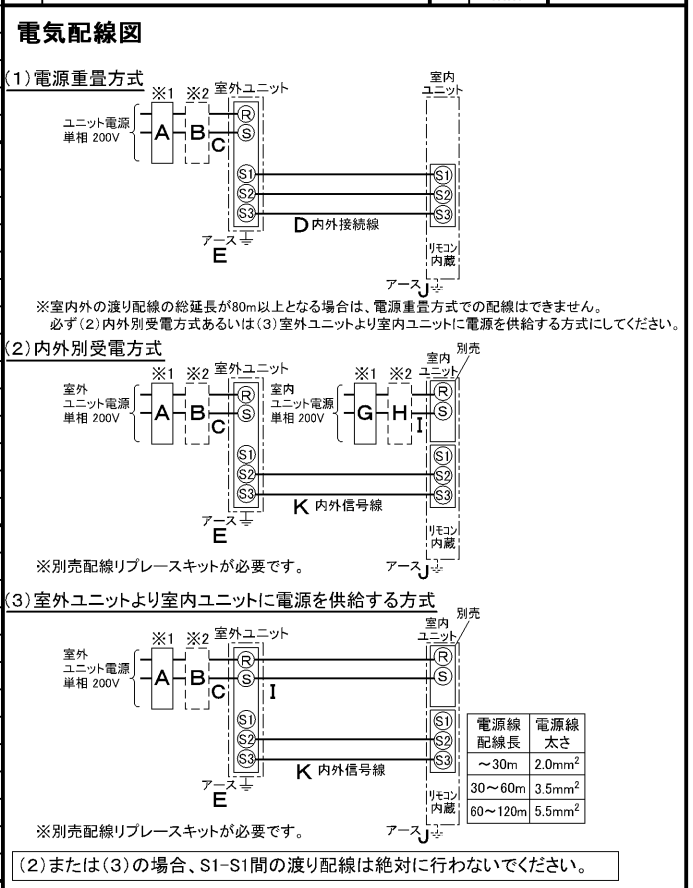 電気配線図
(1)電源重畳方式
※1 ※2 室外ユニット
室内
ユニット
ユニット電源
単相 200V
A B C
R
S
S1 S1
S2 S2
S3 S3
D 内外接続線
アース
E
リモコン
内蔵
アース J
※室内外の渡り配線の総延長が80m以上となる場合は、電源重畳方式での配線はできません。
必ず(2)内外別受電方式あるいは(3)室外ユニットより室内ユニットに電源を供給する方式にしてください。
(2)内外別受電方式
※1 ※2 室外ユニット
※1 ※2 室内
ユニット
別売
室外
ユニット電源
単相 200V
A B C
R
S
室内
ユニット電源
単相 200V
G H I
R
S
S1 S1
S2 S2
S3 S3
K 内外信号線
アース
E
リモコン
内蔵
アース J
※別売配線リプレースキットが必要です。
(3)室外ユニットより室内ユニットに電源を供給する方式
※1 ※2 室外ユニット
室内
ユニット
別売
室外
ユニット電源
単相 200V
A B C
R R
S I S
S1 S1
S2 S2
S3 S3
K 内外信号線
アース
E
リモコン
内蔵
アース J
電源線 電源線
配線長 太さ
～30m 2.0mm²
30～60m 3.5mm²
60～120m 5.5mm²
※別売配線リプレースキットが必要です。
(2)または(3)の場合、S1-S1間の渡り配線は絶対に行わないでください。